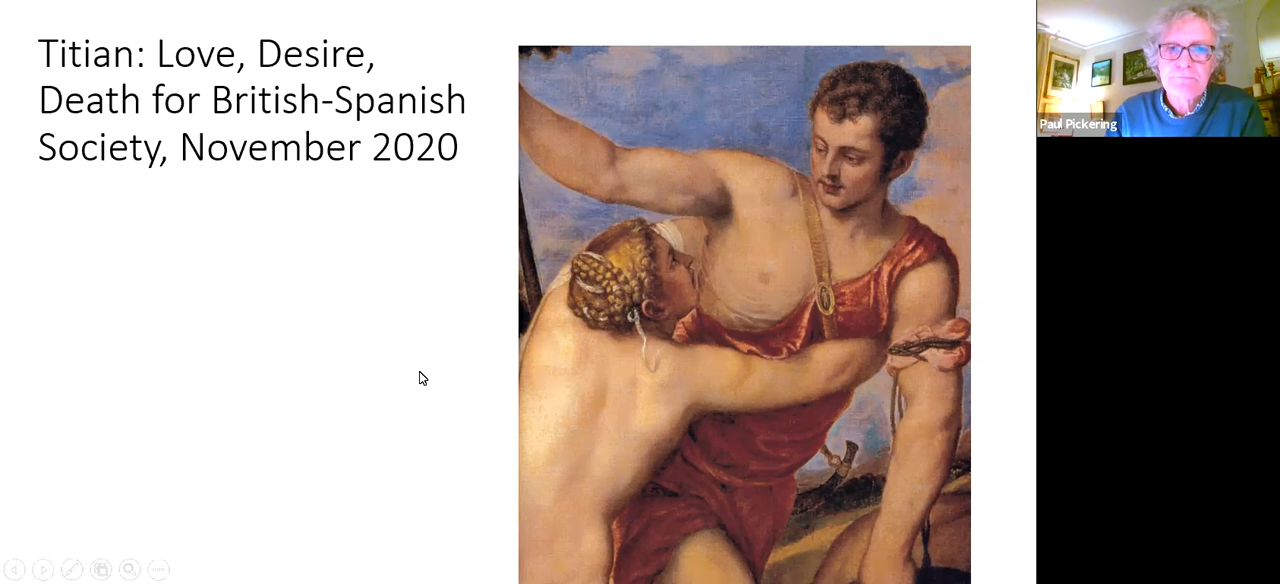 Titian: Love, Desire,
Death for British-Spanish
Society, November 2020
Paul Pickering